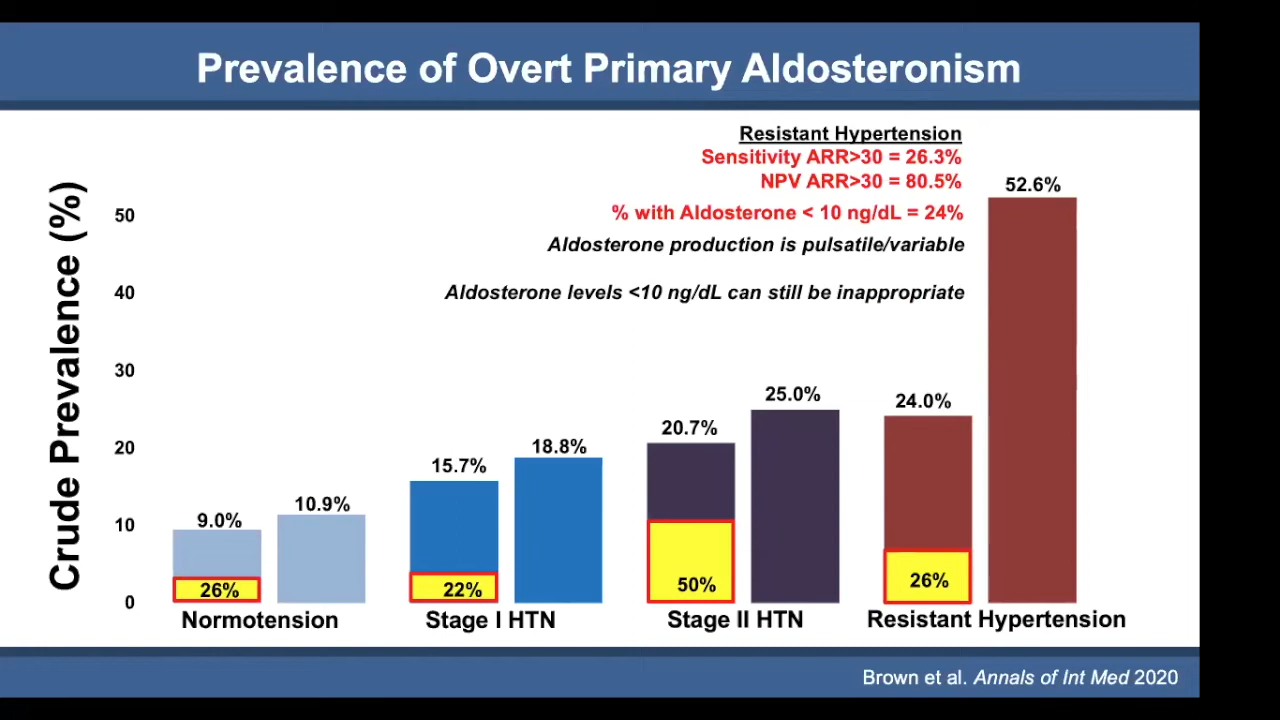 Prevalence of Overt Primary Aldosteronism
Resistant Hypertension
Sensitivity ARR>30 = 26.3%
NPV ARR>30 = 80.5%
% with Aldosterone < 10 ng/dL = 24%
Aldosterone production is pulsatile/variable
Aldosterone levels <10 ng/dL can still be inappropriate
Crude Prevalence (%)
50
40
30
20
10
0
9.0%
10.9%
15.7%
18.8%
20.7%
25.0%
24.0%
52.6%
26%
22%
50%
26%
Normotension
Stage I HTN
Stage II HTN
Resistant Hypertension
Brown et al. Annals of Int Med 2020